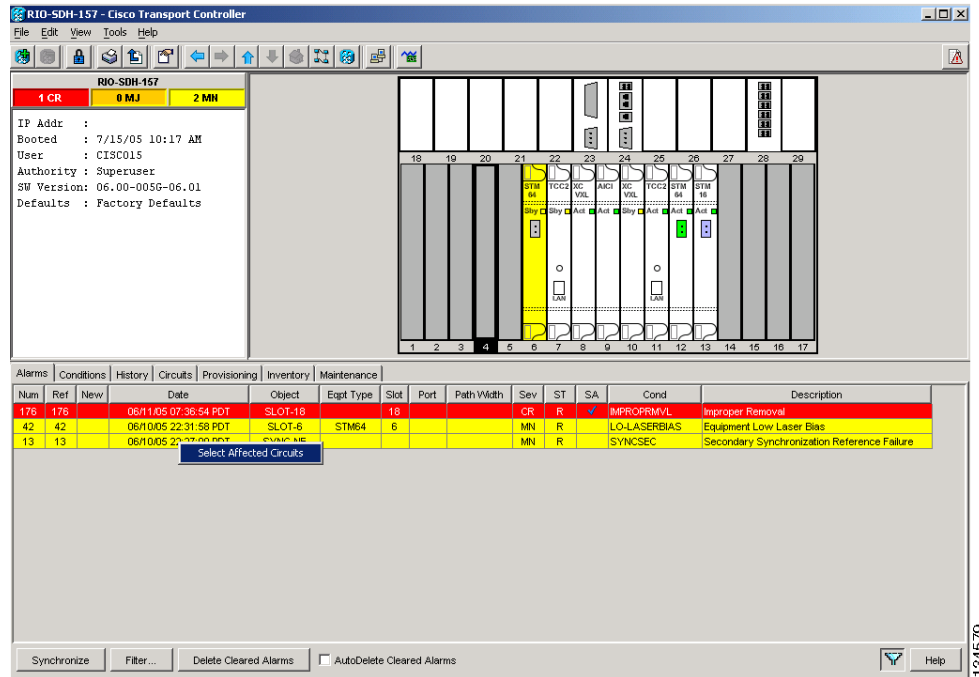 RIO-SDH-157 - Cisco Transport Controller
File Edit View Tools Help
RIO-SDH-157
1 CR 0 MJ 2 MN
IP Addr :
Booted : 7/15/05 10:17 AM
User : CISCO15
Authority : Superuser
SW Version: 06.00-005G-06.01
Defaults : Factory Defaults
18 19 20 21 22 23 24 25 26 27 28 29
STM 64 TCC2 XC VXL AICI XC VXL TCC2 STM 64 STM 16
Sby Sby Act Act Sby Act Act Act
LAN LAN
1 2 3 4 5 6 7 8 9 10 11 12 13 14 15 16 17
Alarms Conditions History Circuits Provisioning Inventory Maintenance
Num Ref New Date Object Eqpt Type Slot Port Path Width Sev ST SA Cond Description
176 176 06/11/05 07:36:54 PDT SLOT-18 18 CR R IMPROPRMVL Improper Removal
42 42 06/10/05 22:31:58 PDT SLOT-6 STM64 6 MN R LO-LASERBIAS Equipment Low Laser Bias
13 13 06/10/05 PDT MN R SYNCSEC Secondary Synchronization Reference Failure
Select Affected Circuits
Synchronize Filter... Delete Cleared Alarms AutoDelete Cleared Alarms Help